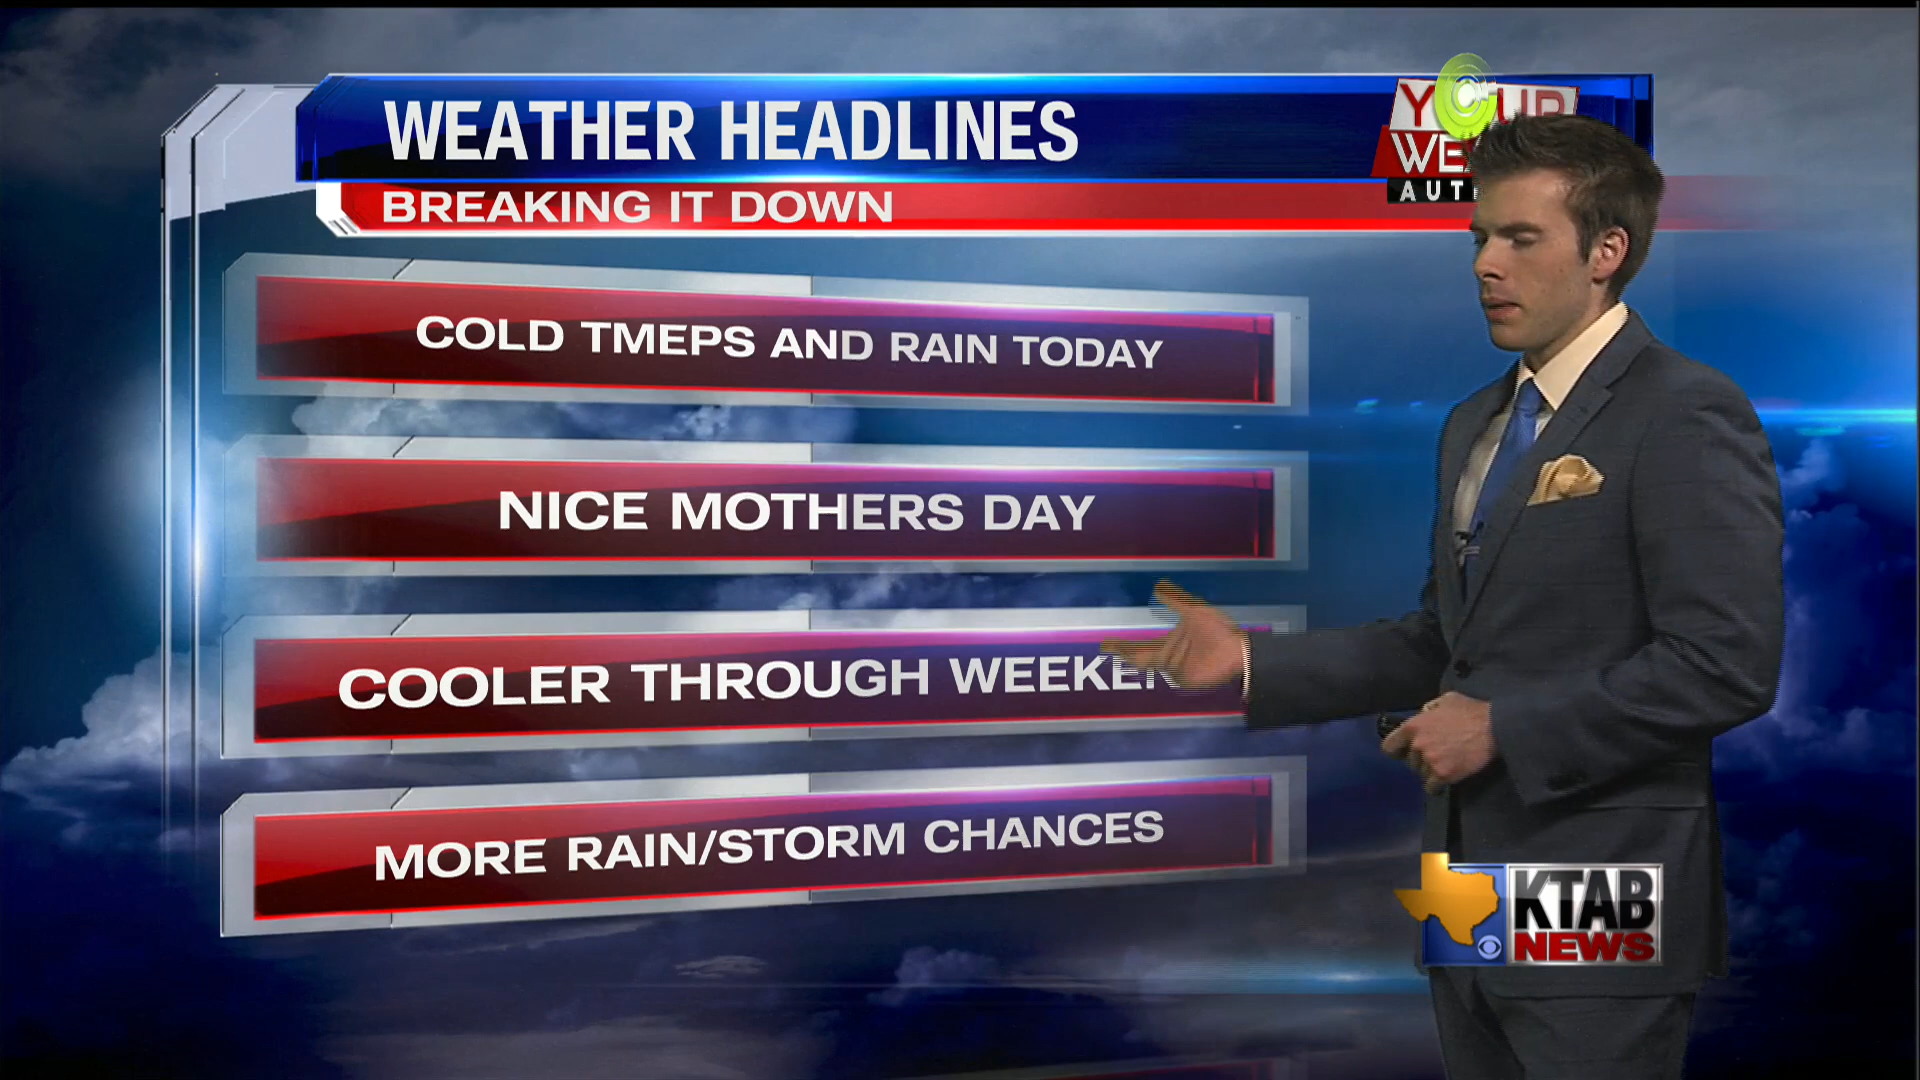 WEATHER HEADLINES
BREAKING IT DOWN
COLD TMEPS AND RAIN TODAY
NICE MOTHERS DAY
COOLER THROUGH
MORE RAIN/STORM CHANCES
KTAB
NEWS